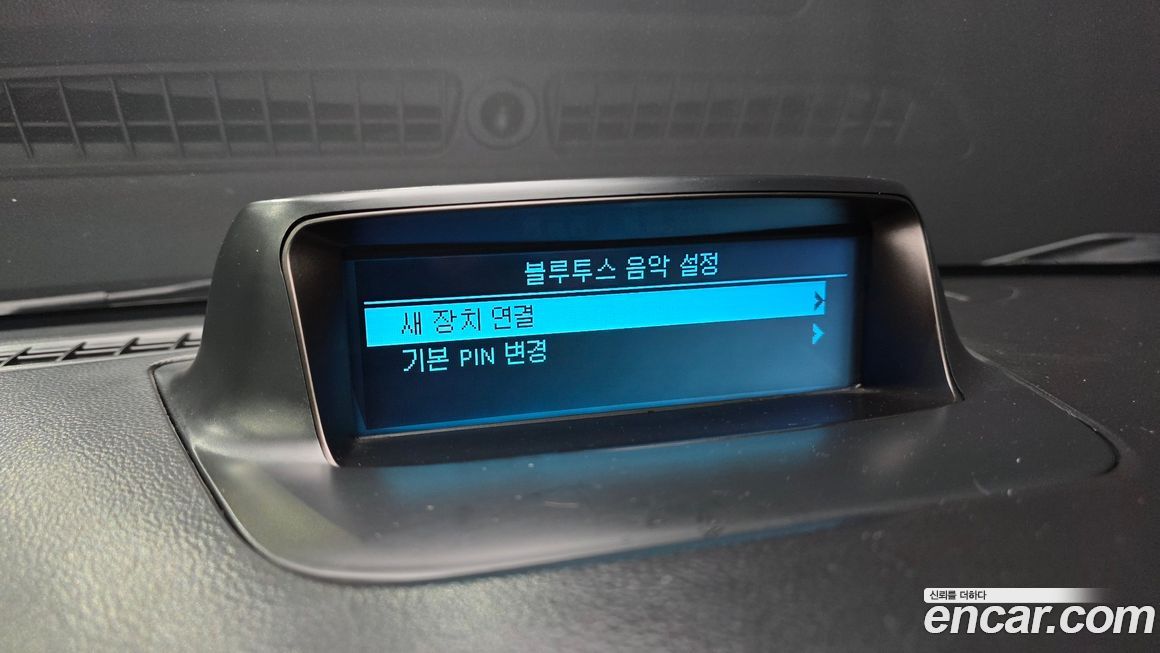 블루투스 음악 설정
새 장치 연결
기본 PIN 변경
신뢰를 더하다
encar.com